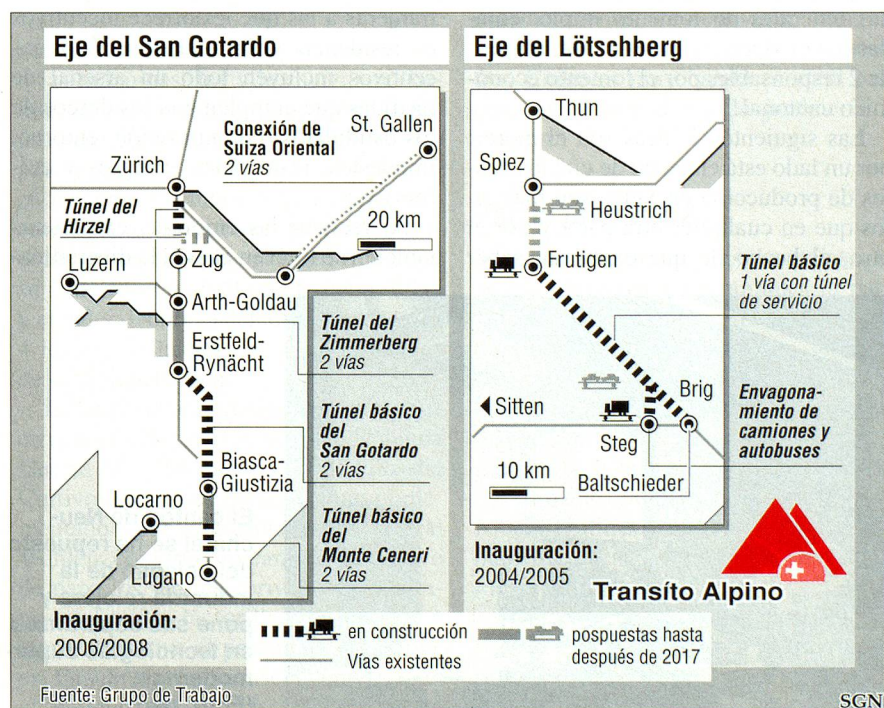 Eje del San Gotardo
Conexión de
Suiza Oriental
2 vías
St. Gallen
Zürich
20 km
Túnel del
Hirzel
Luzern
Zug
Arth-Goldau
Erstfeld-
Rynächt
Túnel del
Zimmerberg
2 vías
Túnel básico
del
San Gotardo
2 vías
Biasca-
Giustizia
Locarno
Túnel básico
del
Monte Ceneri
2 vías
Lugano
Inauguración:
2006/2008
Eje del Lötschberg
Thun
Spiez
Heustrich
Frutigen
Túnel básico
1 vía con túnel
de servicio
Brig
Sitten
Steg
Envagona-
miento de
camiones y
autobuses
10 km
Baltschieder
Inauguración:
2004/2005
Transíto Alpino
en construcción
Vías existentes
pospuestas hasta
después de 2017
Fuente: Grupo de Trabajo
SGN